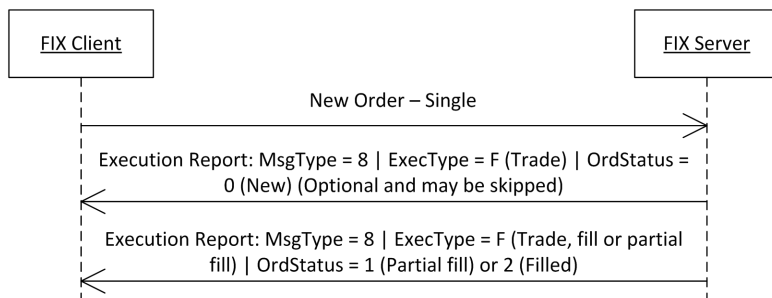 FIX Client
FIX Server
New Order – Single
Execution Report: MsgType = 8 | ExecType = F (Trade) | OrdStatus =
0 (New) (Optional and may be skipped)
Execution Report: MsgType = 8 | ExecType = F (Trade, fill or partial
fill) | OrdStatus = 1 (Partial fill) or 2 (Filled)